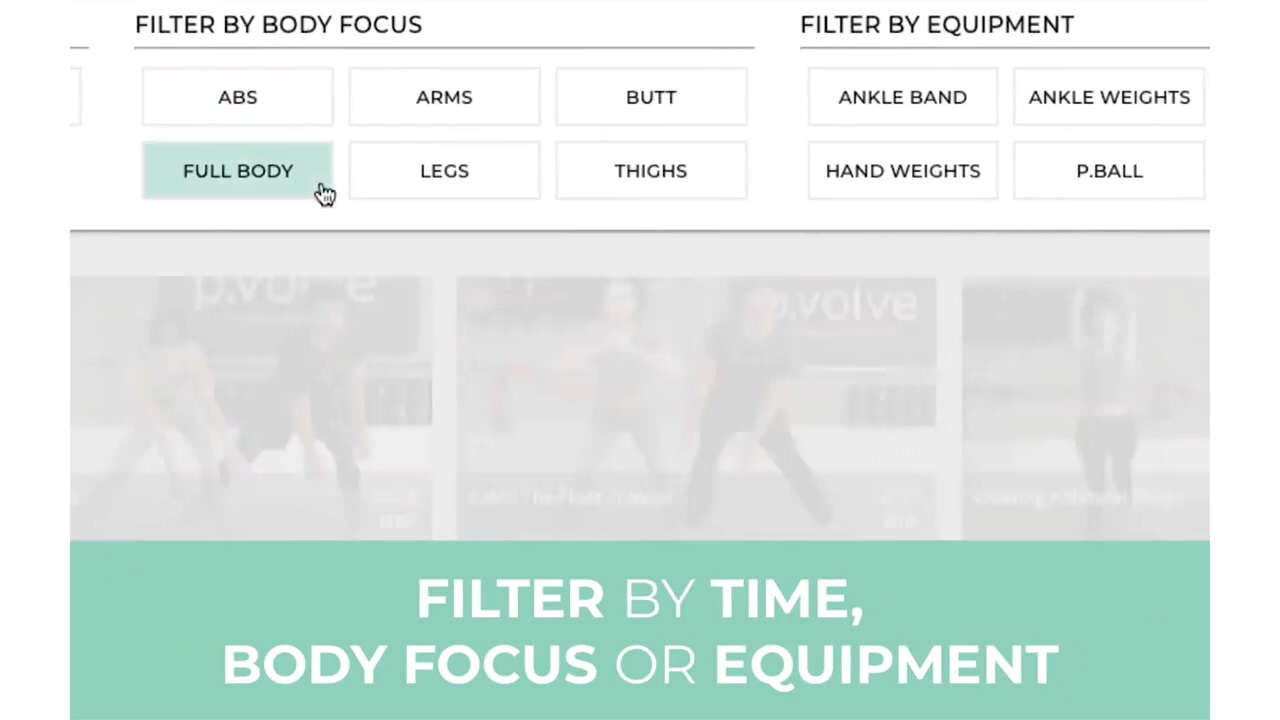 FILTER BY BODY FOCUS
FILTER BY EQUIPMENT
ABS
ARMS
BUTT
ANKLE BAND
ANKLE WEIGHTS
FULL BODY
LEGS
THIGHS
HAND WEIGHTS
P.BALL
p.volve
p.volve
FILTER BY TIME,
BODY FOCUS OR EQUIPMENT